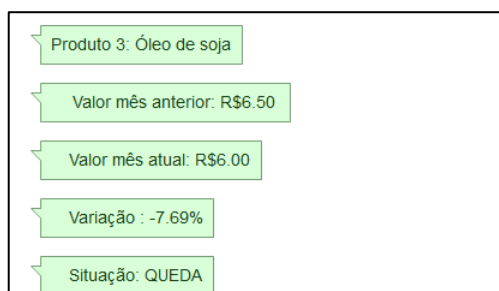 Produto 3: Óleo de soja
Valor mês anterior: R$6.50
Valor mês atual: R$6.00
Variação : -7.69%
Situação: QUEDA